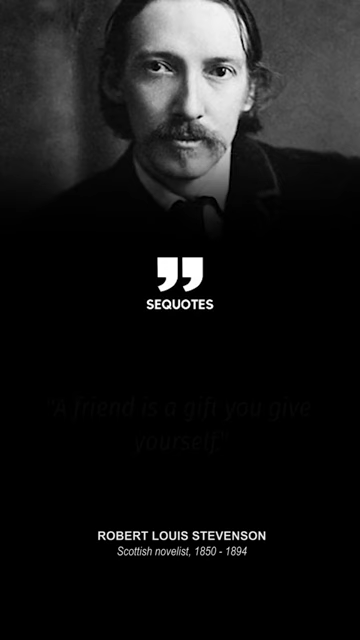 SEQUOTES
"A friend is a gift you give
yourself."
ROBERT LOUIS STEVENSON
Scottish novelist, 1850 - 1894